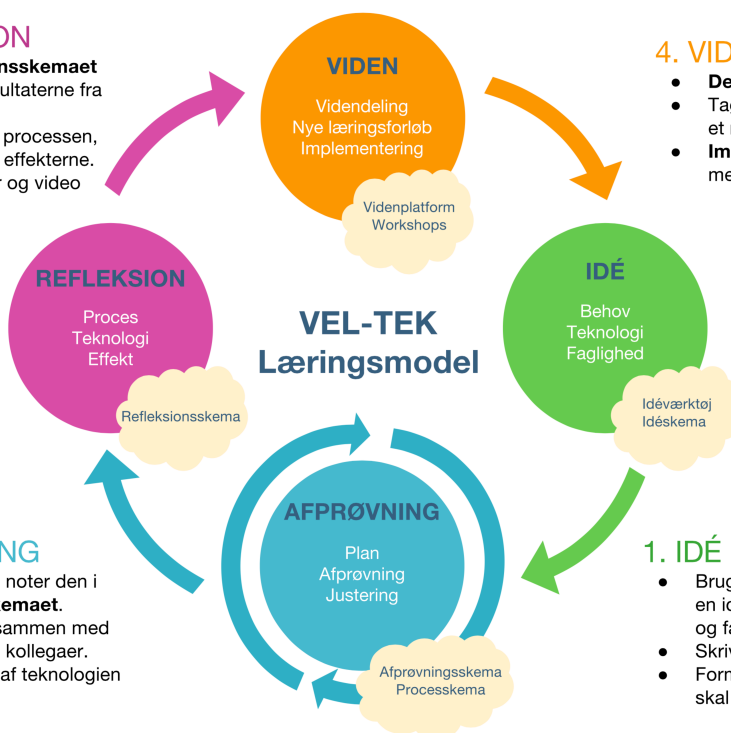 ON
nsskemaet
ultaterne fra
processen,
effekterne.
r og video
VIDEN
Videndeling
Nye læringsforløb
Implementering
Videnplatform
Workshops
4. VID
● De
● Tag
et
● Im
me
REFLEKSION
Proces
Teknologi
Effekt
Refleksionsskema
VEL-TEK
Læringsmodel
IDÉ
Behov
Teknologi
Faglighed
Idéværktøj
Idéskema
AFPRØVNING
Plan
Afprøvning
Justering
Afprøvningsskema
Processkema
NG
noter den i
kemaet.
sammen med
kollegaer.
af teknologien
1. IDÉ
● Brug
en id
og fa
● Skriv
● Form
skal